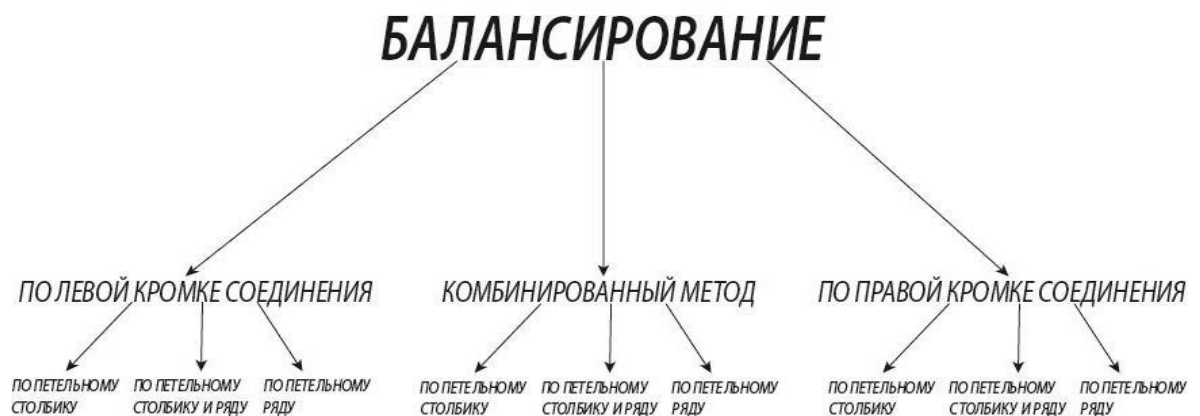 БАЛАНСИРОВАНИЕ
ПО ЛЕВОЙ КРОМКЕ СОЕДИНЕНИЯ
КОМБИНИРОВАННЫЙ МЕТОД
ПО ПРАВОЙ КРОМКЕ СОЕДИНЕНИЯ
ПО ПЕТЕЛЬНОМУ
СТОЛБИКУ
ПО ПЕТЕЛЬНОМУ
СТОЛБИКУ И РЯДУ
ПО ПЕТЕЛЬНОМУ
РЯДУ
ПО ПЕТЕЛЬНОМУ
СТОЛБИКУ
ПО ПЕТЕЛЬНОМУ
СТОЛБИКУ И РЯДУ
ПО ПЕТЕЛЬНОМУ
РЯДУ
ПО ПЕТЕЛЬНОМУ
СТОЛБИКУ
ПО ПЕТЕЛЬНОМУ
СТОЛБИКУ И РЯДУ
ПО ПЕТЕЛЬНОМУ
РЯДУ